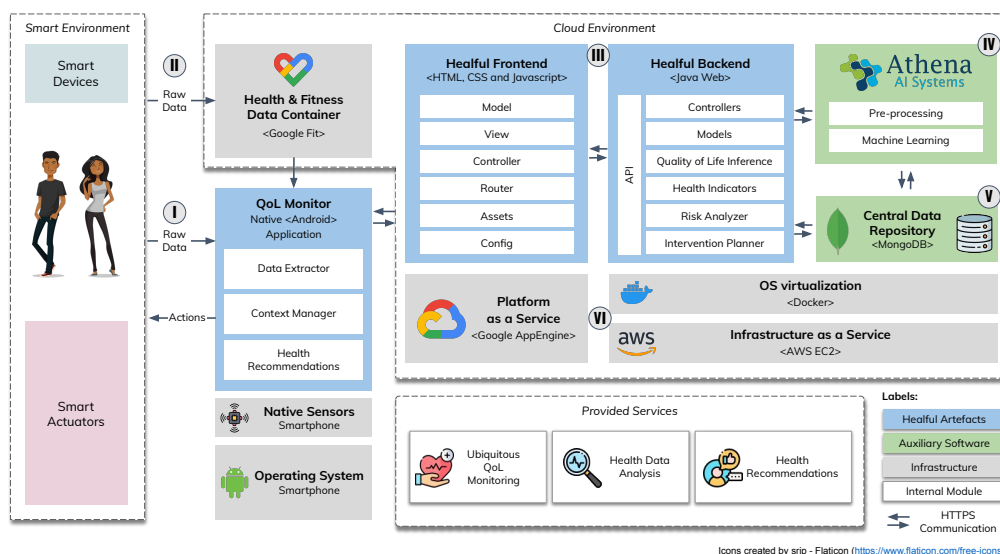 Smart Environment
Cloud Environment
Smart
Devices
II
Raw
Data
Health & Fitness
Data Container
<Google Fit>
I
Raw
Data
Actions
Smart
Actuators
QoL Monitor
Native <Android>
Application
Data Extractor
Context Manager
Health
Recommendations
Native Sensors
Smartphone
Operating System
Smartphone
III
Healful Frontend
<HTML, CSS and Javascript>
Model
View
Controller
Router
Assets
Config
Healful Backend
<Java Web>
API
Controllers
Models
Quality of Life Inference
Health Indicators
Risk Analyzer
Intervention Planner
IV
Athena
AI Systems
Pre-processing
Machine Learning
V
Central Data
Repository
<MongoDB>
Platform
as a Service
<Google AppEngine>
VI
OS virtualization
<Docker>
aws
Infrastructure as a Service
<AWS EC2>
Provided Services
Ubiquitous
QoL
Monitoring
Health Data
Analysis
Health
Recommendations
Labels:
Healful Artefacts
Auxiliary Software
Infrastructure
Internal Module
HTTPS
Communication
Icons created by srip - Flaticon (https://www.flaticon.com/free-icons